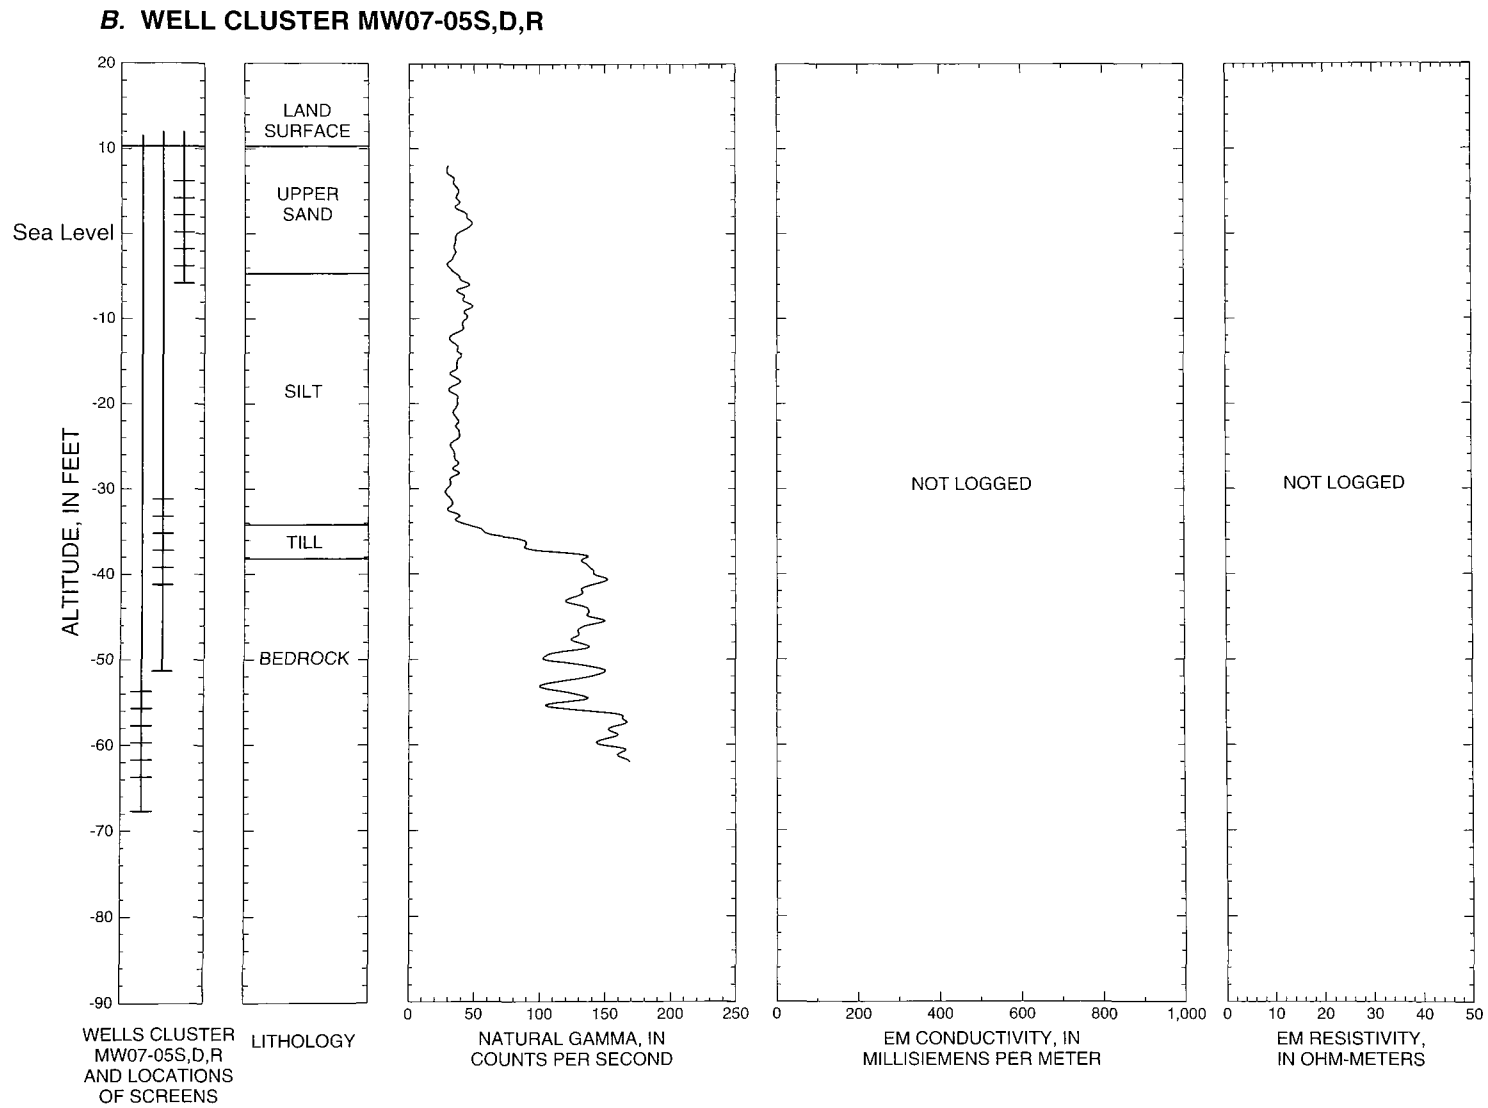 B. WELL CLUSTER MW07-05S,D,R
20
10
Sea Level
-10
-20
-30
-40
-50
-60
-70
-80
-90
ALTITUDE, IN FEET
LAND
SURFACE
UPPER
SAND
SILT
TILL
BEDROCK
NOT LOGGED
NOT LOGGED
0 50 100 150 200 250
0 200 400 600 800 1,000
0 10 20 30 40 50
WELLS CLUSTER
MW07-05S,D,R
AND LOCATIONS
OF SCREENS
LITHOLOGY
NATURAL GAMMA, IN
COUNTS PER SECOND
EM CONDUCTIVITY, IN
MILLISIEMENS PER METER
EM RESISTIVITY,
IN OHM-METERS